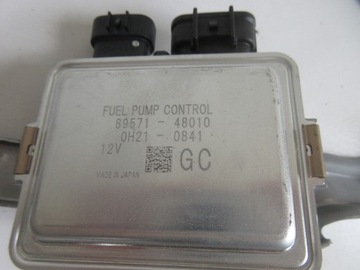 FUEL PUMP CONTROL
89571 - 48010
0H21 - 0841
12V
GC
MADE IN JAPAN